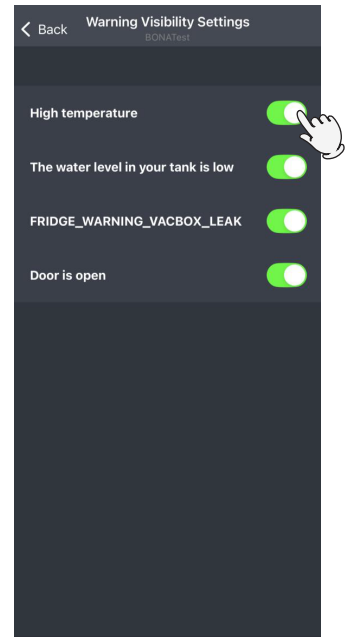 Back
Warning Visibility Settings
BONATest
High temperature
The water level in your tank is low
FRIDGE_WARNING_VACBOX_LEAK
Door is open